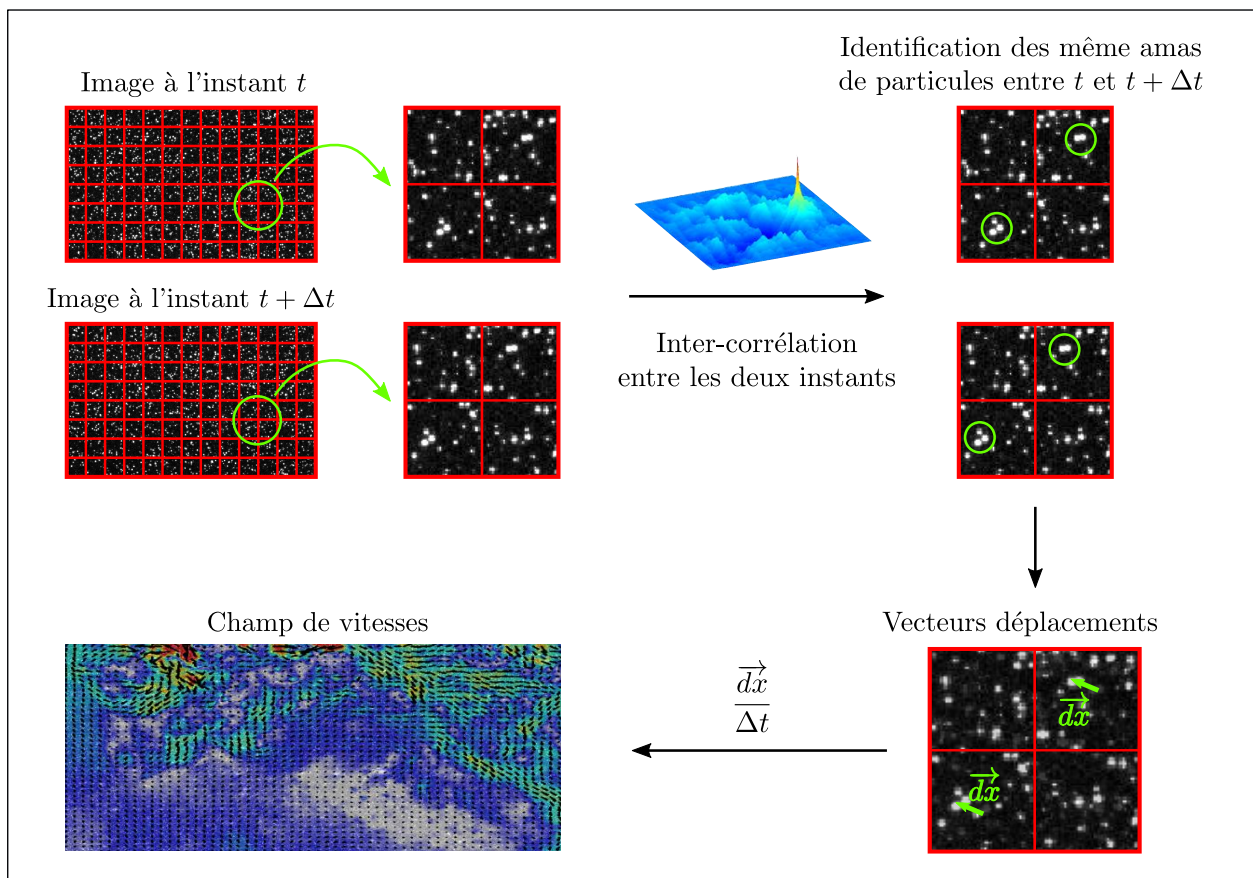 Image à l'instant t
Identification des même amas
de particules entre t et t + Δt
Image à l'instant t + Δt
Inter-corrélation
entre les deux instants
Champ de vitesses
Vecteurs déplacements
dx
Δt
dx
dx